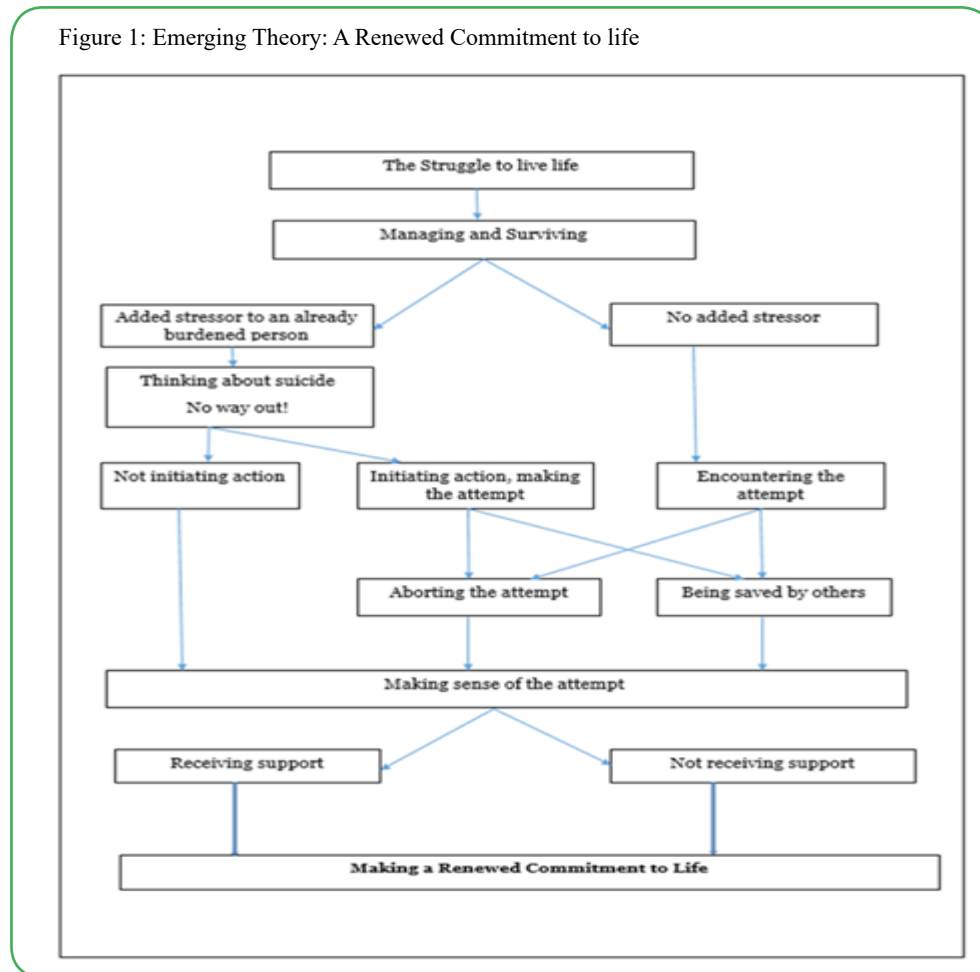 Figure 1: Emerging Theory: A Renewed Commitment to life
The Struggle to live life
Managing and Surviving
Added stressor to an already
burdened person
No added stressor
Thinking about suicide
No way out!
Not initiating action
Initiating action, making
the attempt
Encountering the
attempt
Aborting the attempt
Being saved by others
Making sense of the attempt
Receiving support
Not receiving support
Making a Renewed Commitment to Life